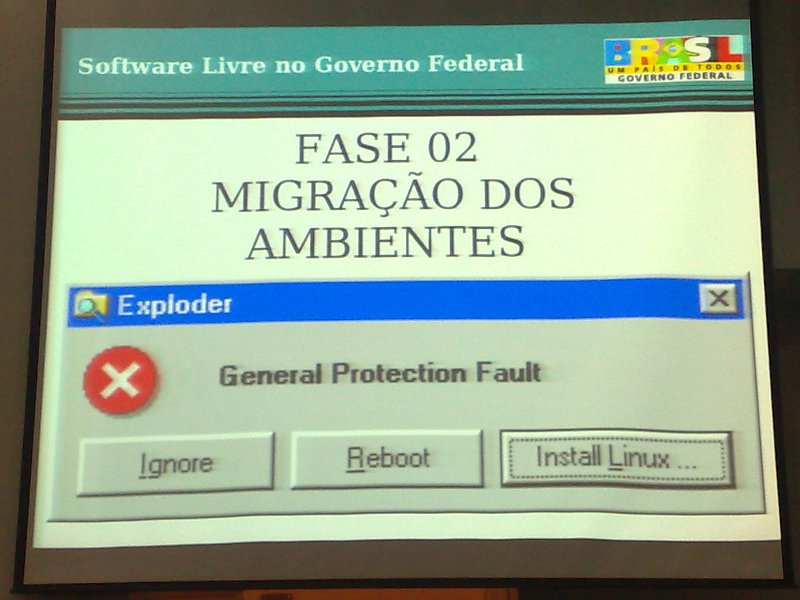 Software Livre no Governo Federal
BRASIL
UM PAÍS DE TODOS
GOVERNO FEDERAL
FASE 02
MIGRAÇÃO DOS
AMBIENTES
Exploder
General Protection Fault
Ignore
Reboot
Install Linux ...